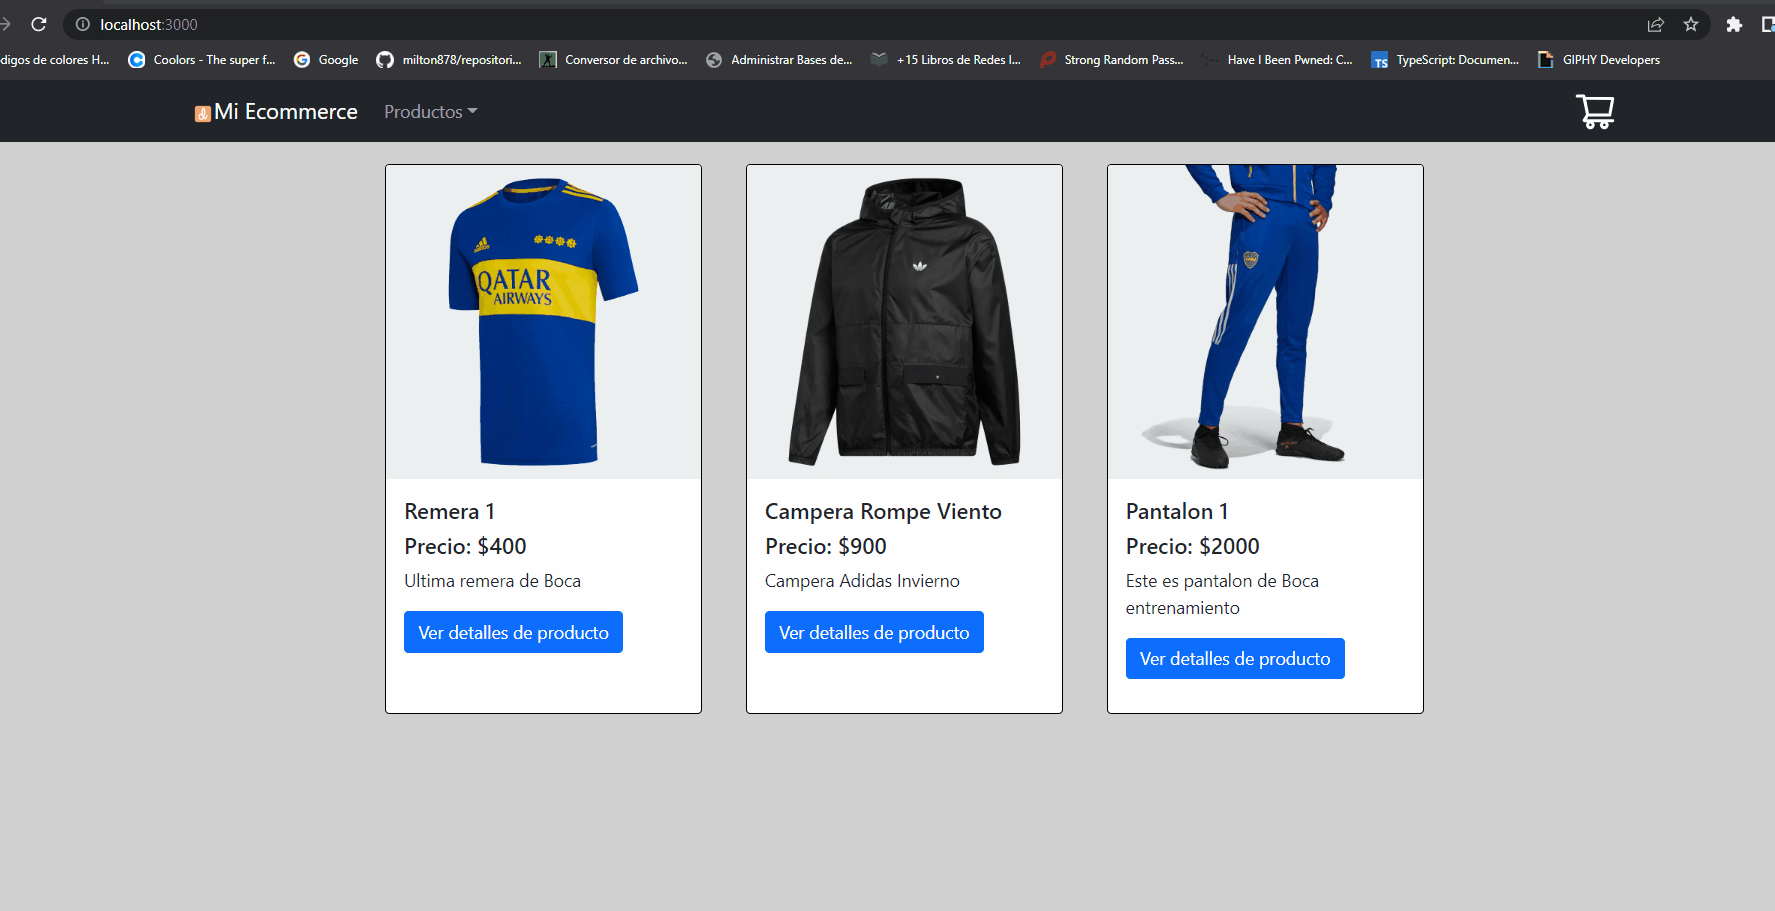 localhost:3000
digos de colores H...
Coolors - The super f...
Google
milton878/repositori...
Conversor de archivo...
Administrar Bases de...
+15 Libros de Redes I...
Strong Random Pass...
Have I Been Pwned: C...
TS
TypeScript: Documen...
GIPHY Developers
Mi Ecommerce
Productos
QATAR
AIRWAYS
Remera 1
Precio: $400
Ultima remera de Boca
Ver detalles de producto
Campera Rompe Viento
Precio: $900
Campera Adidas Invierno
Ver detalles de producto
Pantalon 1
Precio: $2000
Este es pantalon de Boca
entrenamiento
Ver detalles de producto